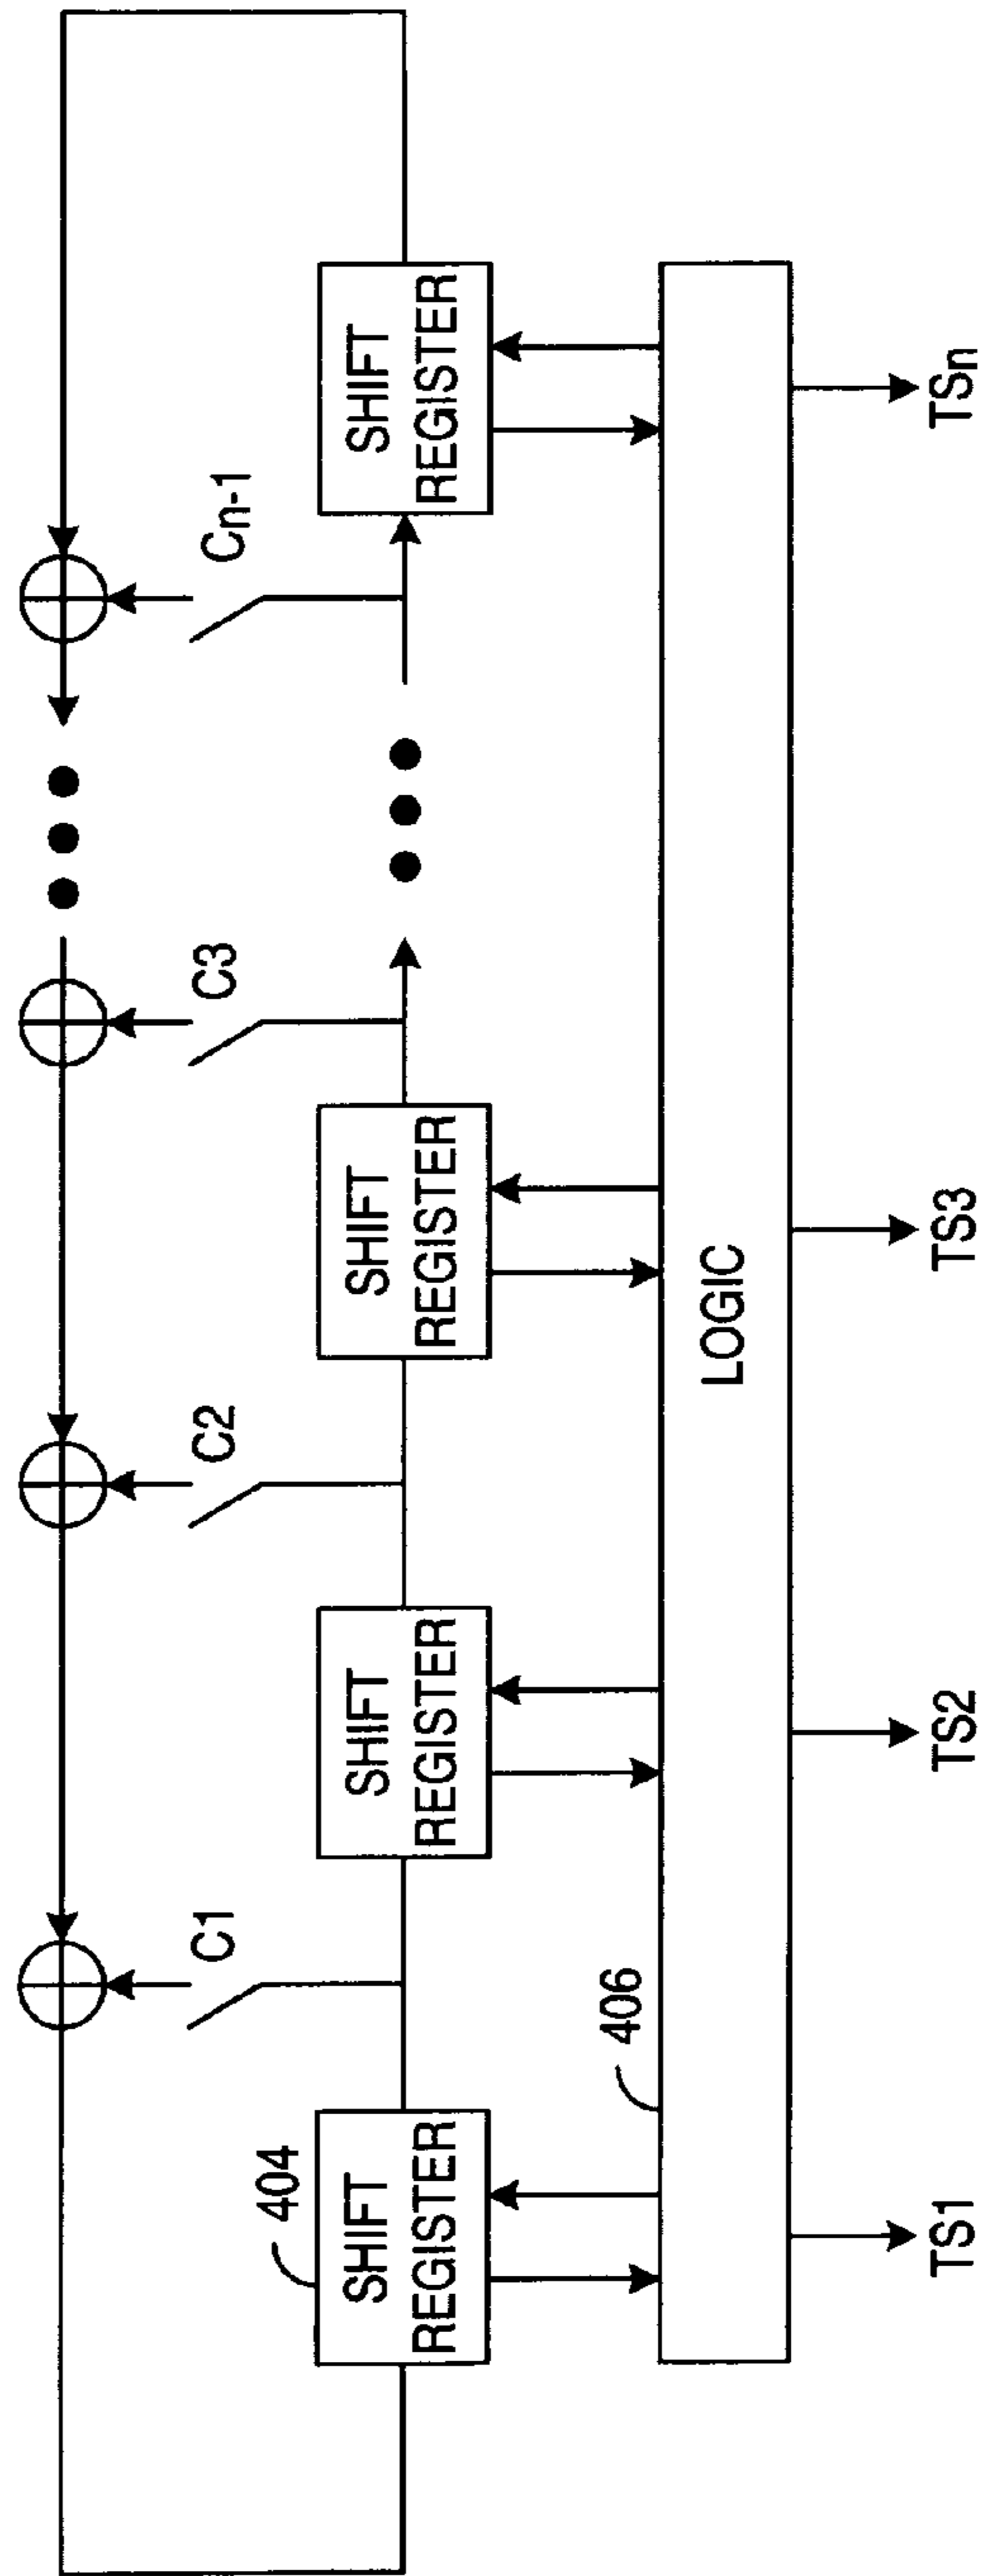 C1
C2
C3
Cn-1
404
SHIFT
REGISTER
SHIFT
REGISTER
SHIFT
REGISTER
SHIFT
REGISTER
406
LOGIC
TS1
TS2
TS3
TSn